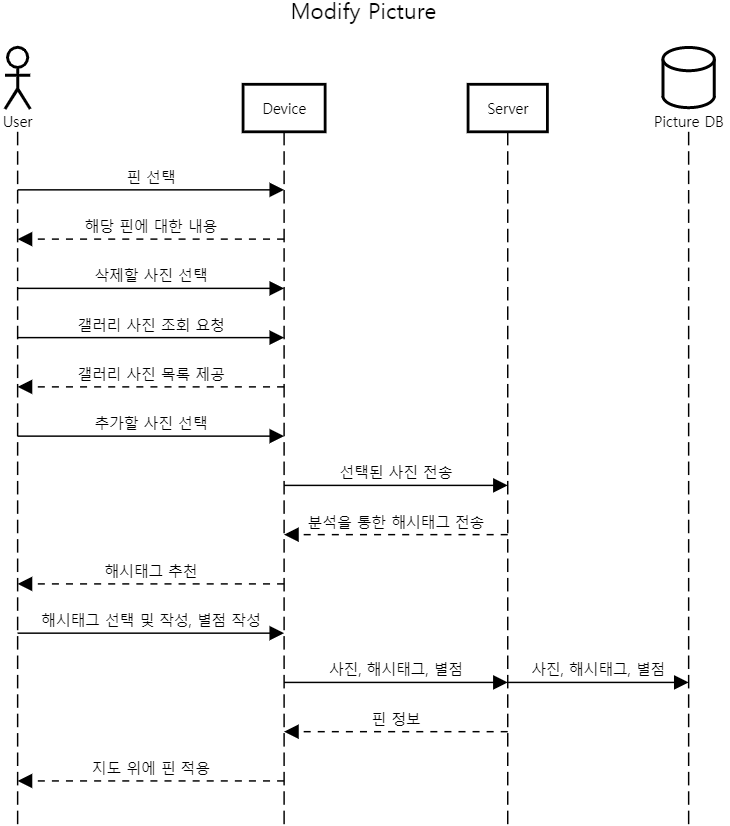 Modify Picture
User
Device
Server
Picture DB
핀 선택
해당 핀에 대한 내용
삭제할 사진 선택
갤러리 사진 조회 요청
갤러리 사진 목록 제공
추가할 사진 선택
선택된 사진 전송
분석을 통한 해시태그 전송
해시태그 추천
해시태그 선택 및 작성, 별점 작성
사진, 해시태그, 별점
사진, 해시태그, 별점
핀 정보
지도 위에 핀 적용